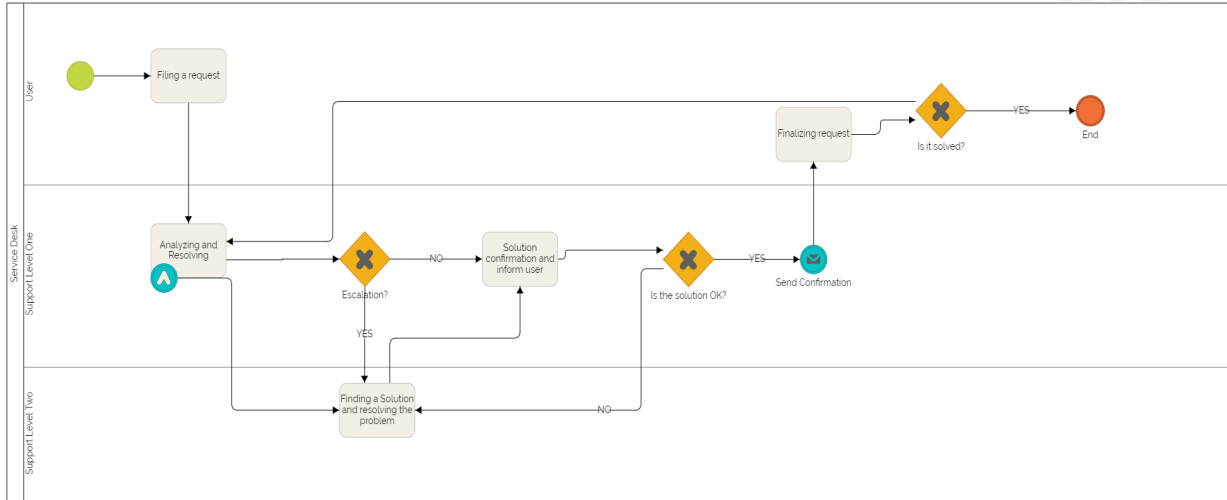 Service Desk
User
Filing a request
Finalizing request
Is it solved?
YES
End
Support Level One
Analyzing and
Resolving
Escalation?
NO
YES
Solution
confirmation and
inform user
Is the solution OK?
YES
Send Confirmation
NO
Support Level Two
Finding a Solution
and resolving the
problem